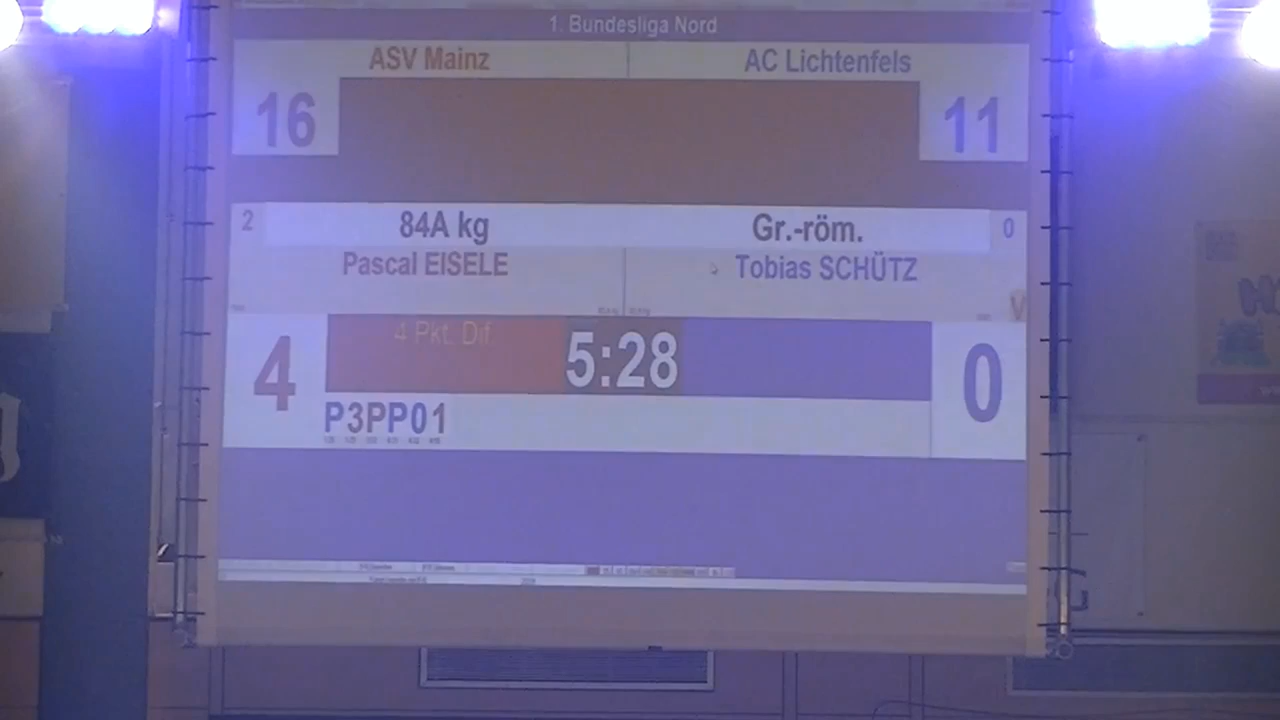 1. Bundesliga Nord
ASV Mainz AC Lichtenfels
16 11
2 84A kg Gr.-röm. 0
Pascal EISELE Tobias SCHÜTZ
4 4 Pkt. Dif. 5:28 0
P3PP01